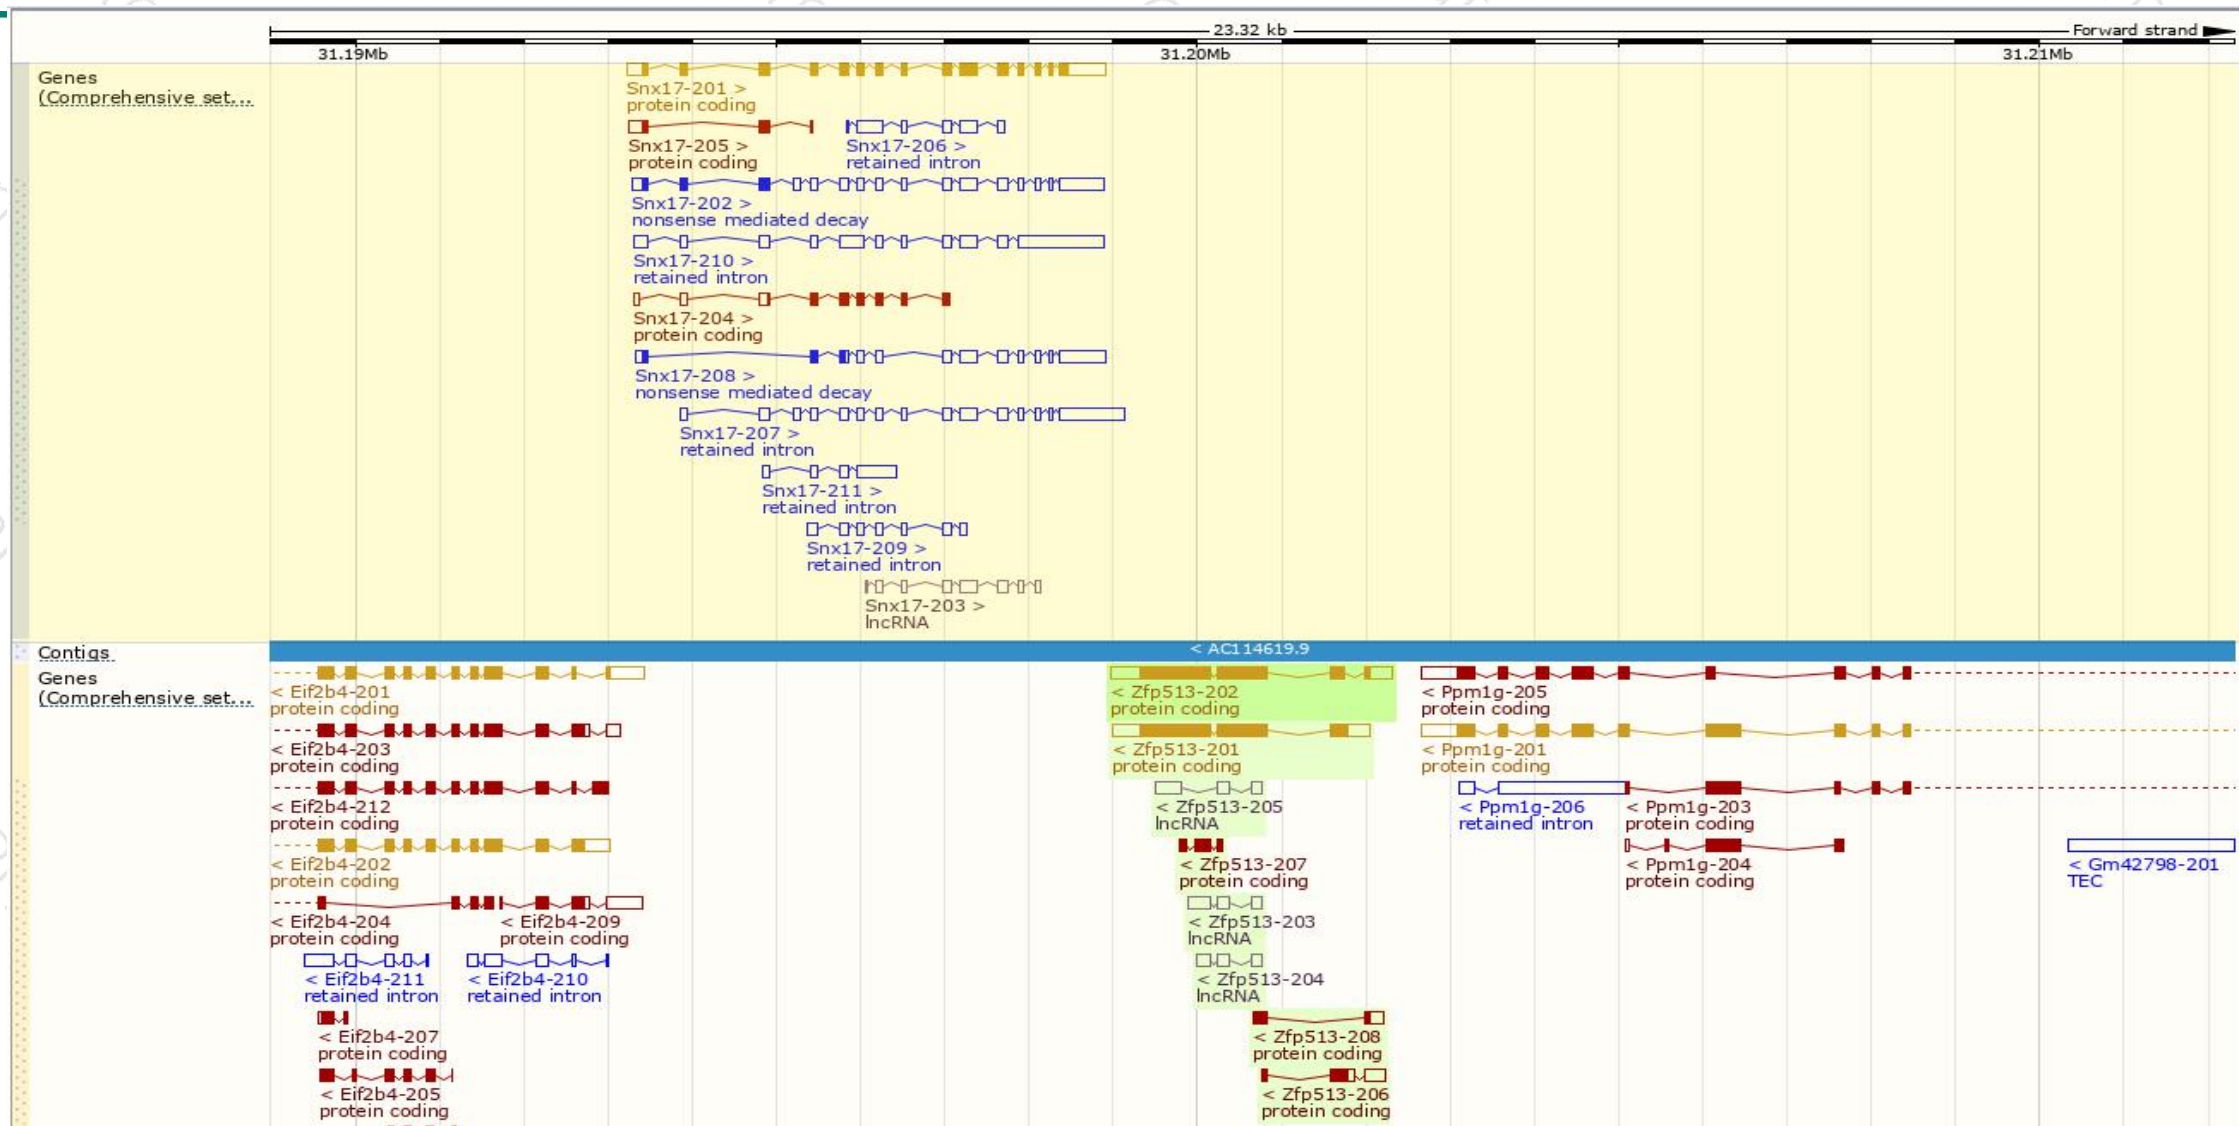 23.32 kb
Forward strand
31.19Mb 31.20Mb 31.21Mb
Genes
(Comprehensive set...
Snx17-201 >
protein coding
Snx17-205 > Snx17-206 >
protein coding retained intron
Snx17-202 >
nonsense mediated decay
Snx17-210 >
retained intron
Snx17-204 >
protein coding
Snx17-208 >
nonsense mediated decay
Snx17-207 >
retained intron
Snx17-211 >
retained intron
Snx17-209 >
retained intron
Snx17-203 >
lncRNA
Contigs
< AC114619.9
Genes
(Comprehensive set...
< Eif2b4-201 < Zfp513-202 < Ppm1g-205
protein coding protein coding protein coding
< Eif2b4-203 < Zfp513-201 < Ppm1g-201
protein coding protein coding protein coding
< Eif2b4-212 < Zfp513-205 < Ppm1g-206 < Ppm1g-203
protein coding lncRNA retained intron protein coding
< Eif2b4-202 < Zfp513-207 < Ppm1g-204 < Gm42798-201
protein coding protein coding protein coding TEC
< Eif2b4-204 < Eif2b4-209 < Zfp513-203
protein coding protein coding lncRNA
< Eif2b4-211 < Eif2b4-210 < Zfp513-204
retained intron retained intron lncRNA
< Eif2b4-207 < Zfp513-208
protein coding protein coding
< Eif2b4-205 < Zfp513-206
protein coding protein coding